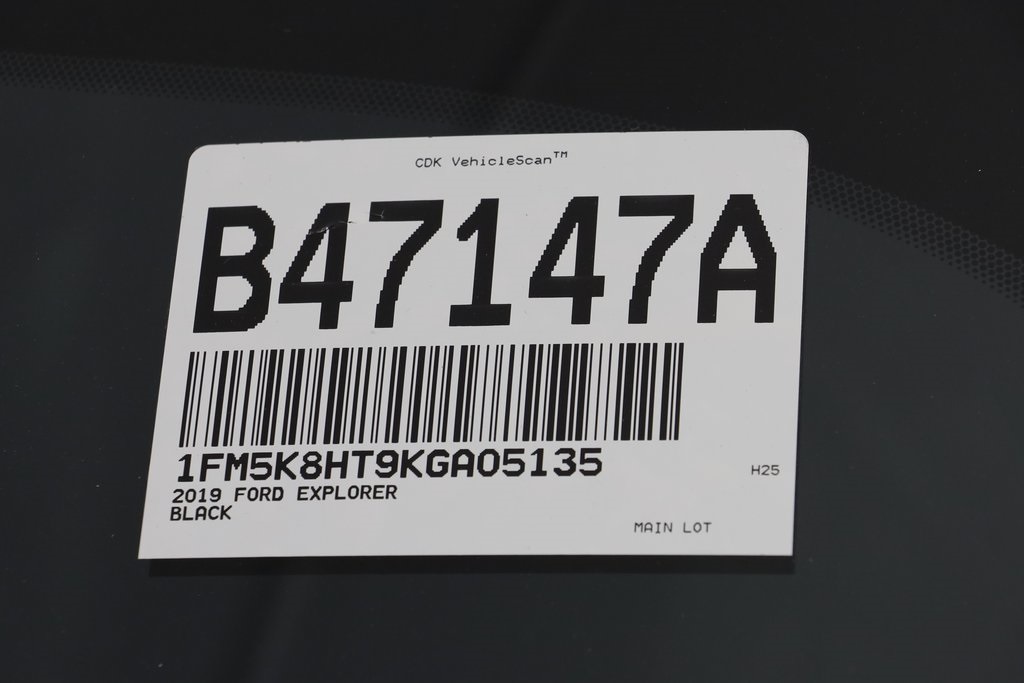 CDK VehicleScan™
B47147A
1FM5K8HT9KGA05135
2019 FORD EXPLORER
BLACK
H25
MAIN LOT